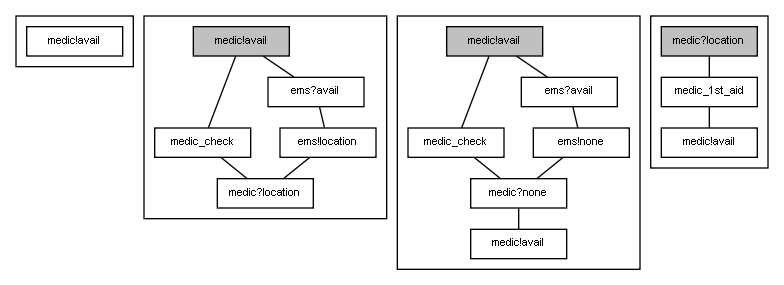 medic!avail
medic!avail
ems?avail
medic_check
ems!location
medic?location
medic!avail
ems?avail
medic_check
ems!none
medic?none
medic!avail
medic?location
medic_1st_aid
medic!avail